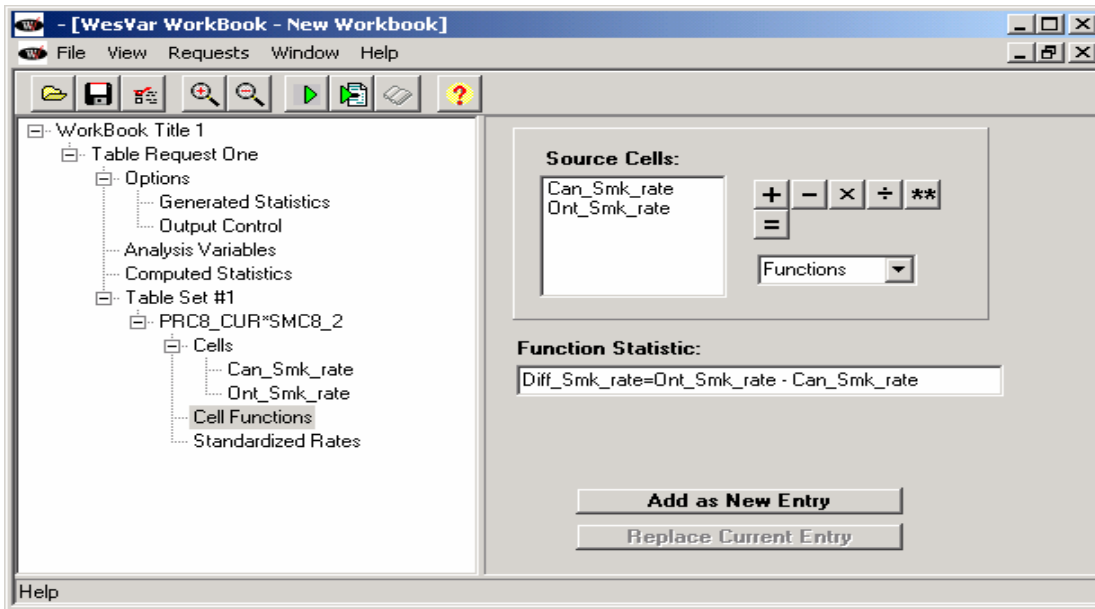 - [WesVar WorkBook - New Workbook]
File View Requests Window Help
?
WorkBook Title 1
Table Request One
Options
Generated Statistics
Output Control
Analysis Variables
Computed Statistics
Table Set #1
PRC8_CUR*SMC8_2
Cells
Can_Smk_rate
Ont_Smk_rate
Cell Functions
Standardized Rates
Source Cells:
Can_Smk_rate
Ont_Smk_rate
+ - × ÷ **
=
Functions
Function Statistic:
Diff_Smk_rate=Ont_Smk_rate - Can_Smk_rate
Add as New Entry
Replace Current Entry
Help